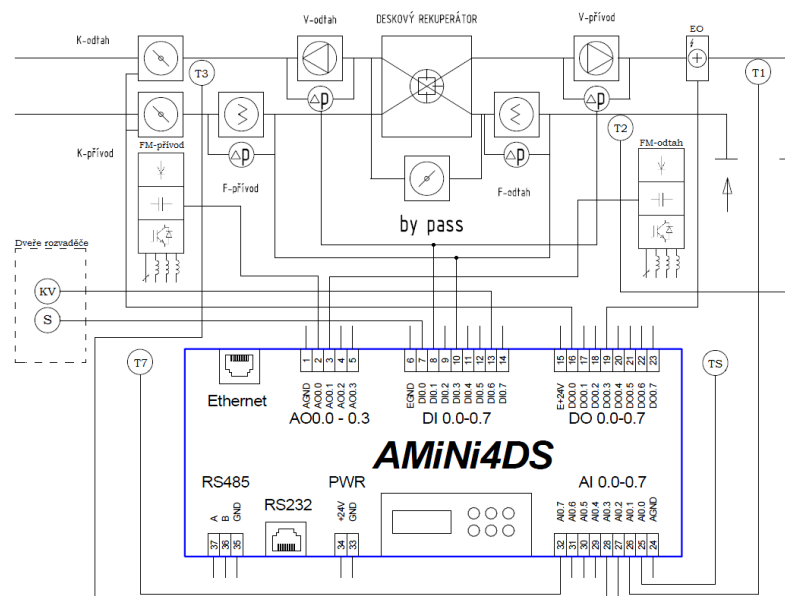 V-odtah
DESKOVÝ REKUPERÁTOR
V-přívod
EO
K-odtah
T3
T1
Δp
Δp
T2
K-přívod
FM-přívod
Δp
Δp
FM-odtah
F-přívod
F-odtah
by pass
Dveře rozvaděče
KV
S
T7
TS
1 2 3 4 5
6 7 8 9 10 11 12 13 14
15 16 17 18 19 20 21 22 23
AGND AO0.0 AO0.1 AO0.2 AO0.3
EGND DI0.0 DI0.1 DI0.2 DI0.3 DI0.4 DI0.5 DI0.6 DI0.7
E+24V DO0.0 DO0.1 DO0.2 DO0.3 DO0.4 DO0.5 DO0.6 DO0.7
Ethernet
AO0.0 - 0.3
DI 0.0-0.7
DO 0.0-0.7
AMiNi4DS
RS485
RS232
PWR
AI 0.0-0.7
A B GND
+24V GND
AI0.7 AI0.6 AI0.5 AI0.4 AI0.3 AI0.2 AI0.1 AI0.0 AGND
37 36 35
34 33
32 31 30 29 28 27 26 25 24